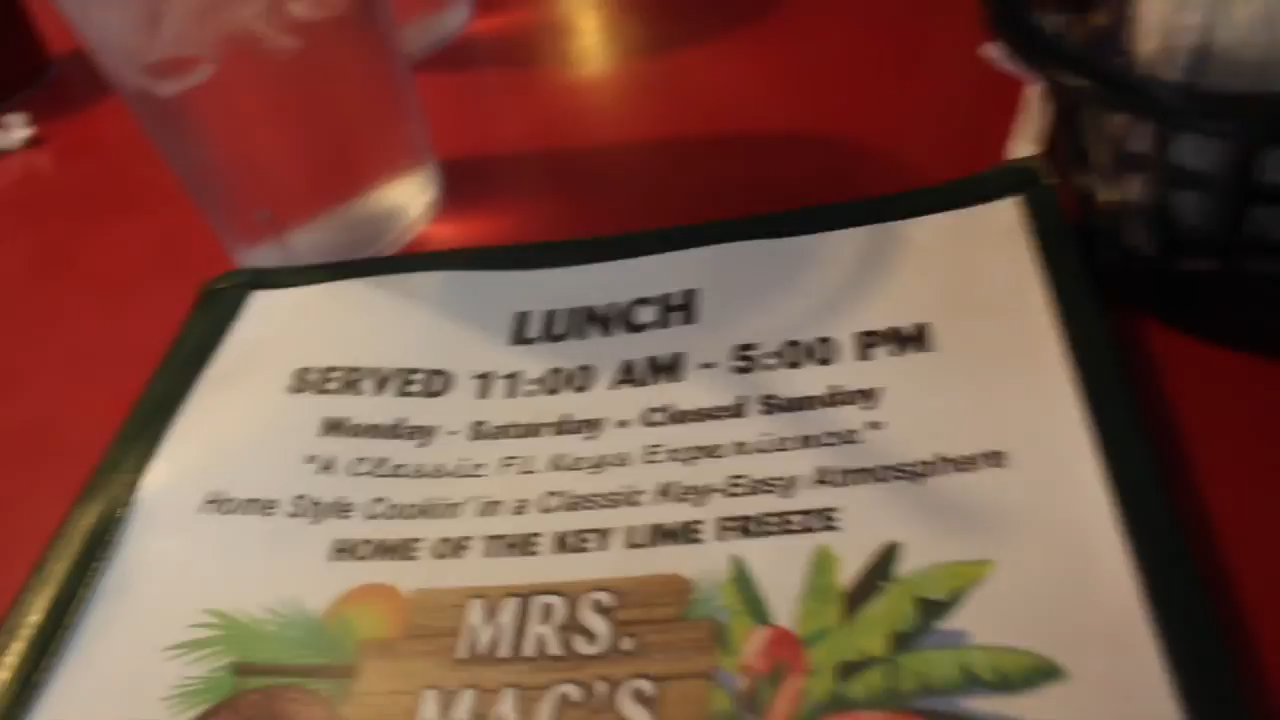 LUNCH
SERVED 11:00 AM - 5:00 PM
Monday - Saturday - Closed Sunday
"A Classic FL Keys Experience"
Home Style Cookin' in a Classic Key-Easy Atmosphere
HOME OF THE KEY LIME FREEZE
MRS.
MAC'S